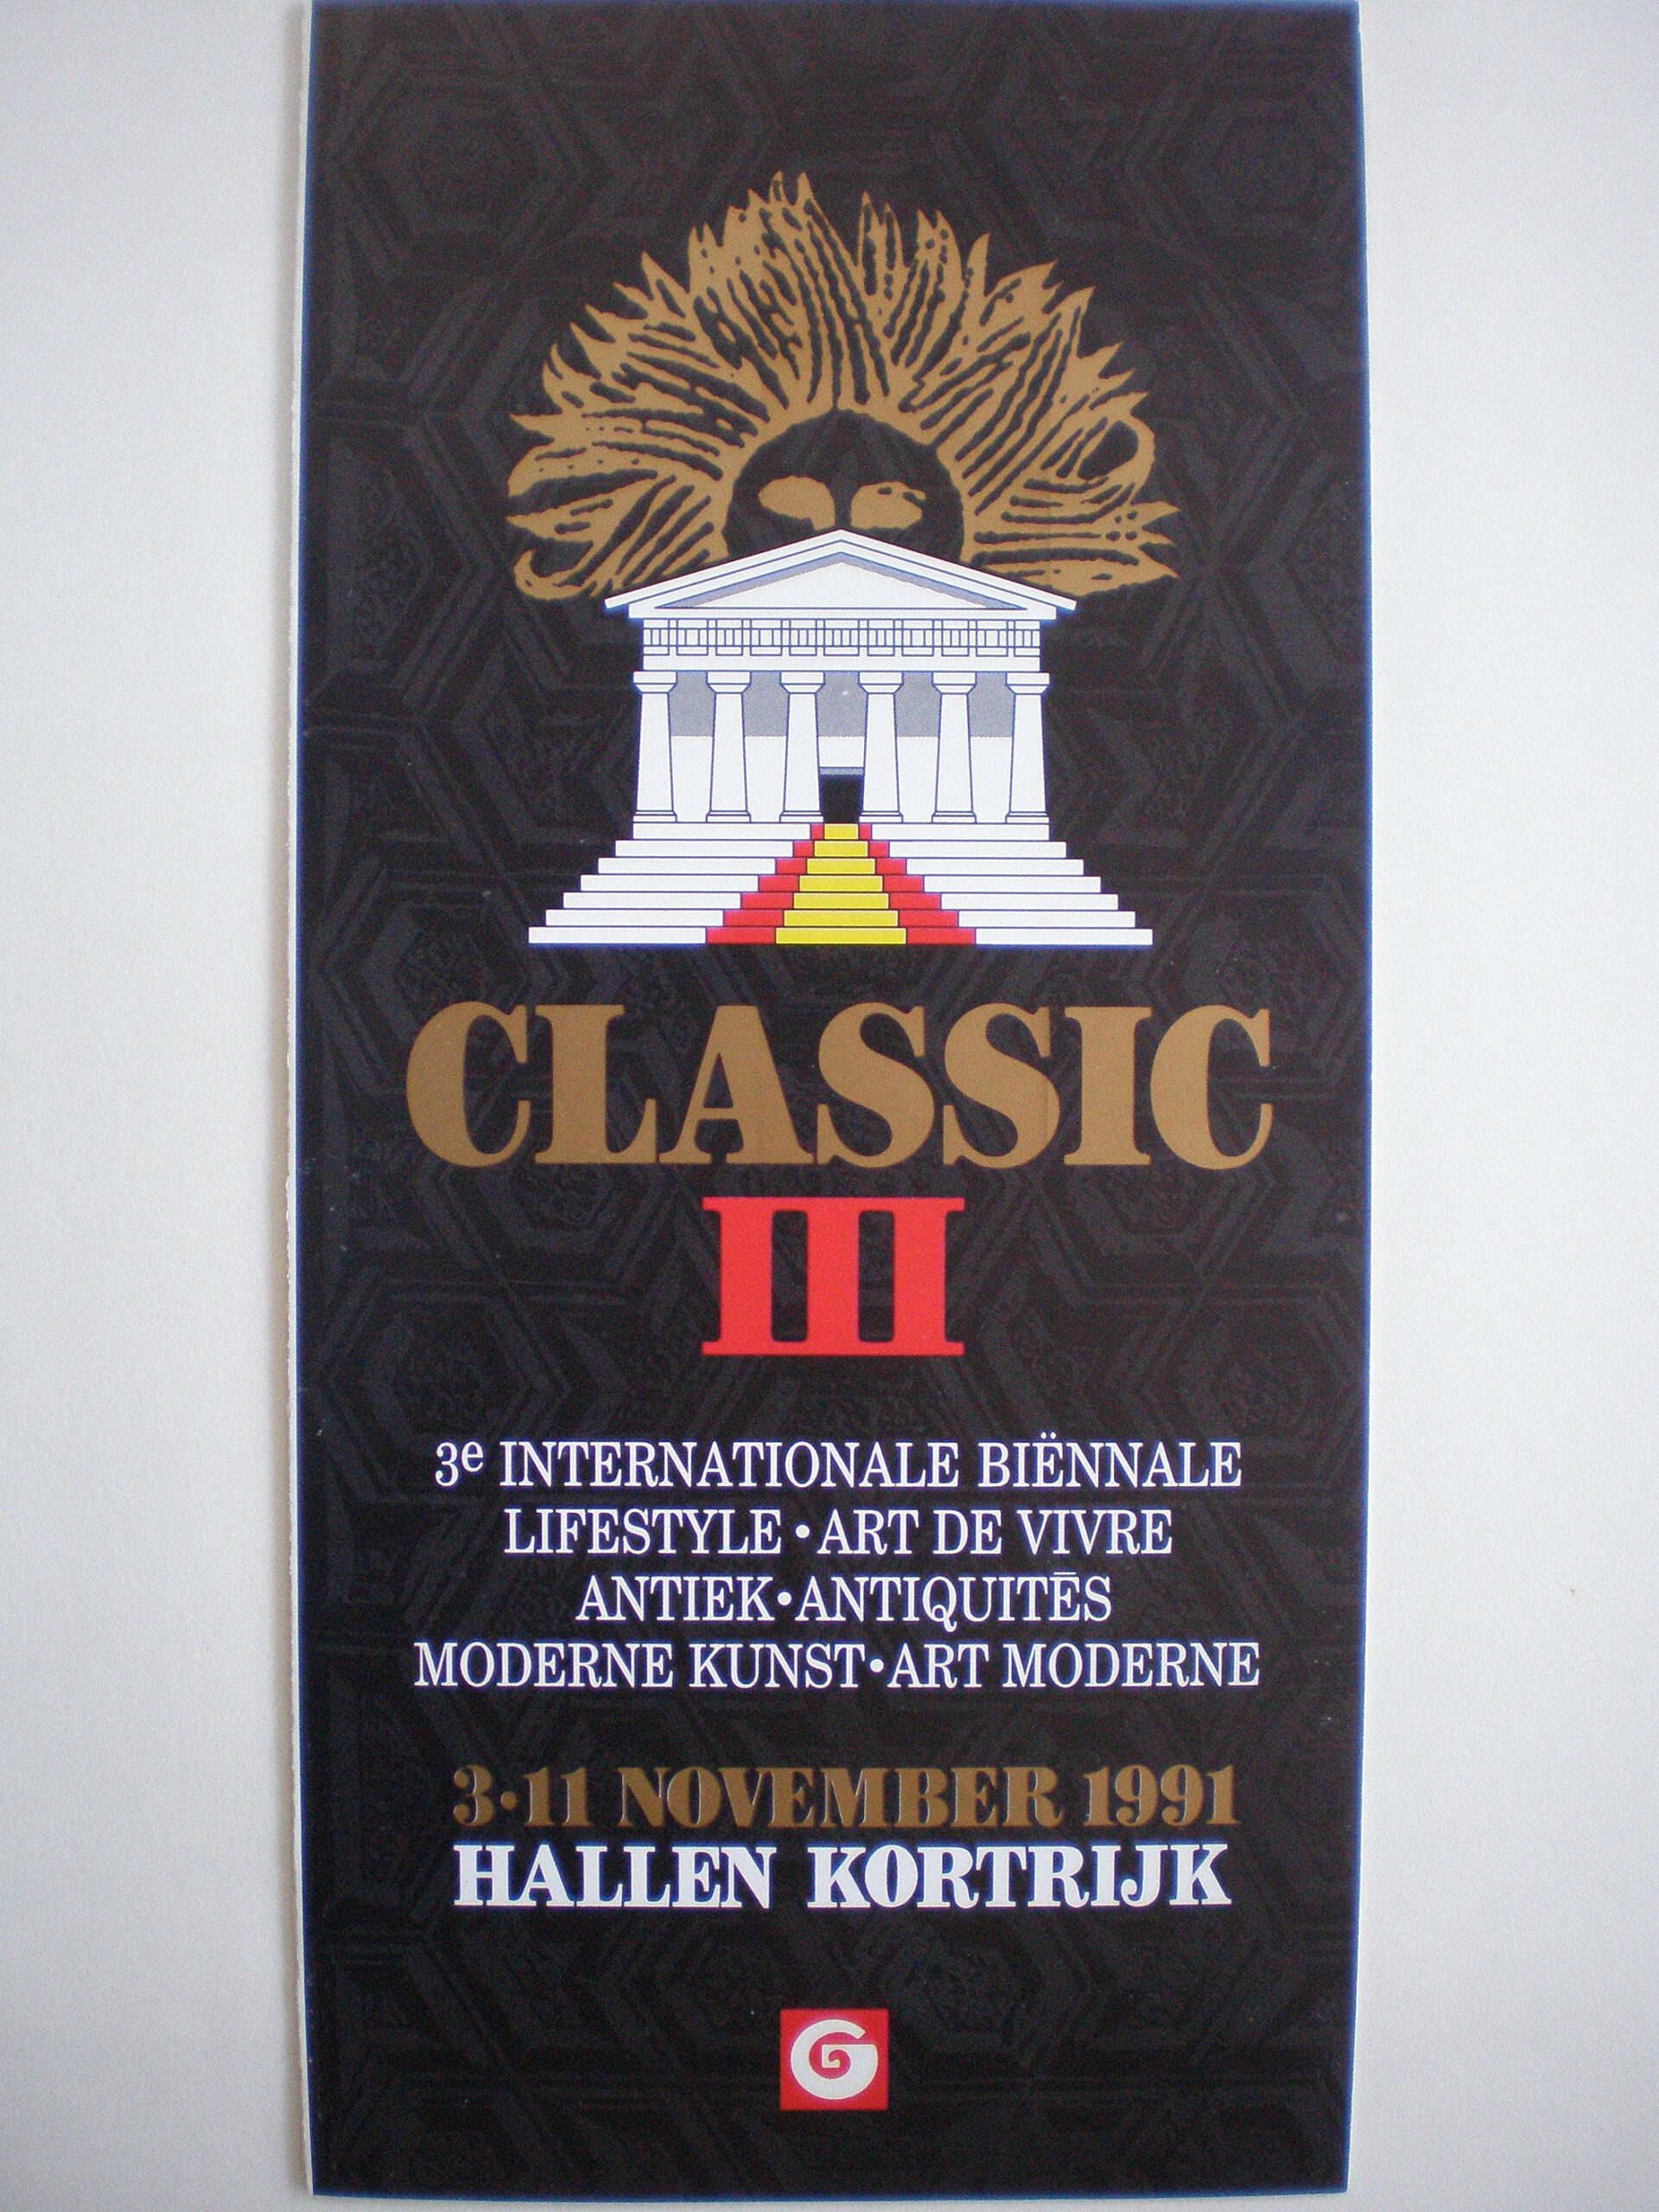 CLASSIC
III
3e INTERNATIONALE BIËNNALE
LIFESTYLE • ART DE VIVRE
ANTIEK • ANTIQUITĒS
MODERNE KUNST • ART MODERNE
3•11 NOVEMBER 1991
HALLEN KORTRIJK
G